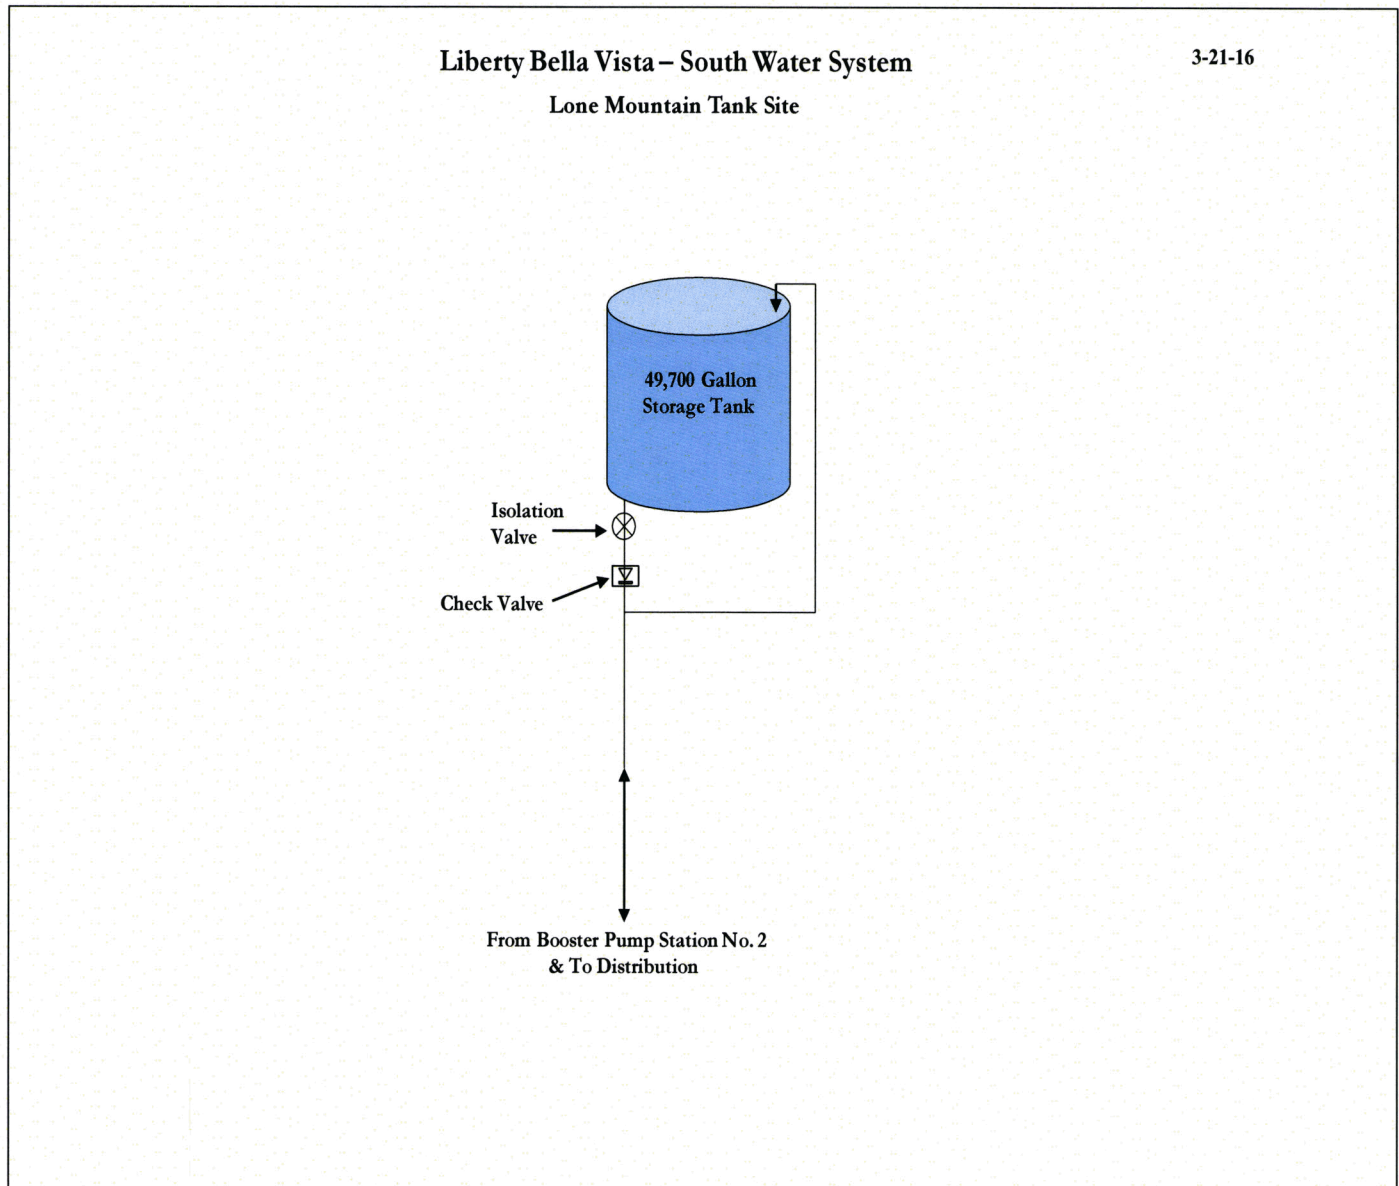 Liberty Bella Vista – South Water System
3-21-16
Lone Mountain Tank Site
49,700 Gallon
Storage Tank
Isolation
Valve
Check Valve
From Booster Pump Station No. 2
& To Distribution